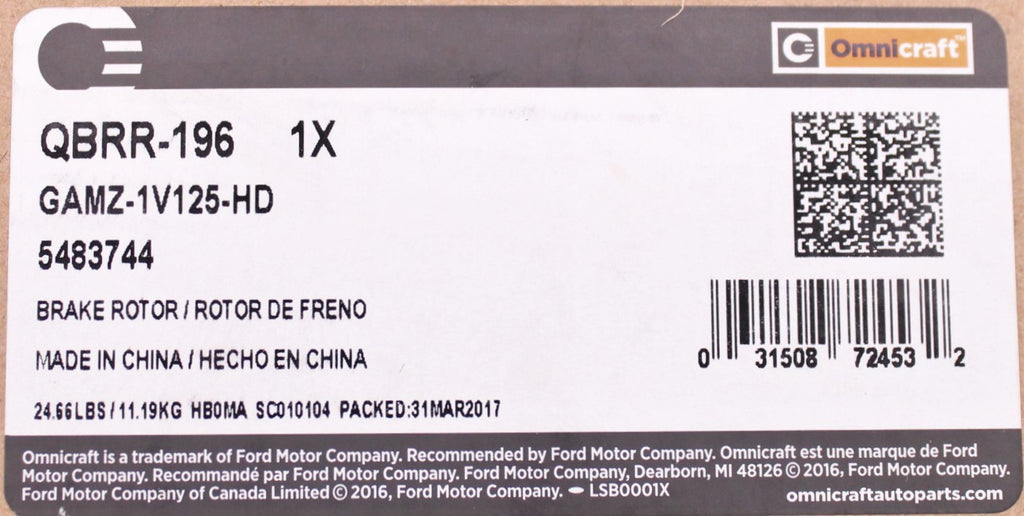 Omnicraft™
QBRR-196 1X
GAMZ-1V125-HD
5483744
BRAKE ROTOR / ROTOR DE FRENO
MADE IN CHINA / HECHO EN CHINA
24.66LBS / 11.19KG HB0MA SC010104 PACKED:31MAR2017
0 31508 72453 2
Omnicraft is a trademark of Ford Motor Company. Recommended by Ford Motor Company. Omnicraft est une marque de Ford
Motor Company. Recommandé par Ford Motor Company. Ford Motor Company, Dearborn, MI 48126 © 2016, Ford Motor Company.
Ford Motor Company of Canada Limited © 2016, Ford Motor Company. LSB0001X
omnicraftautoparts.com